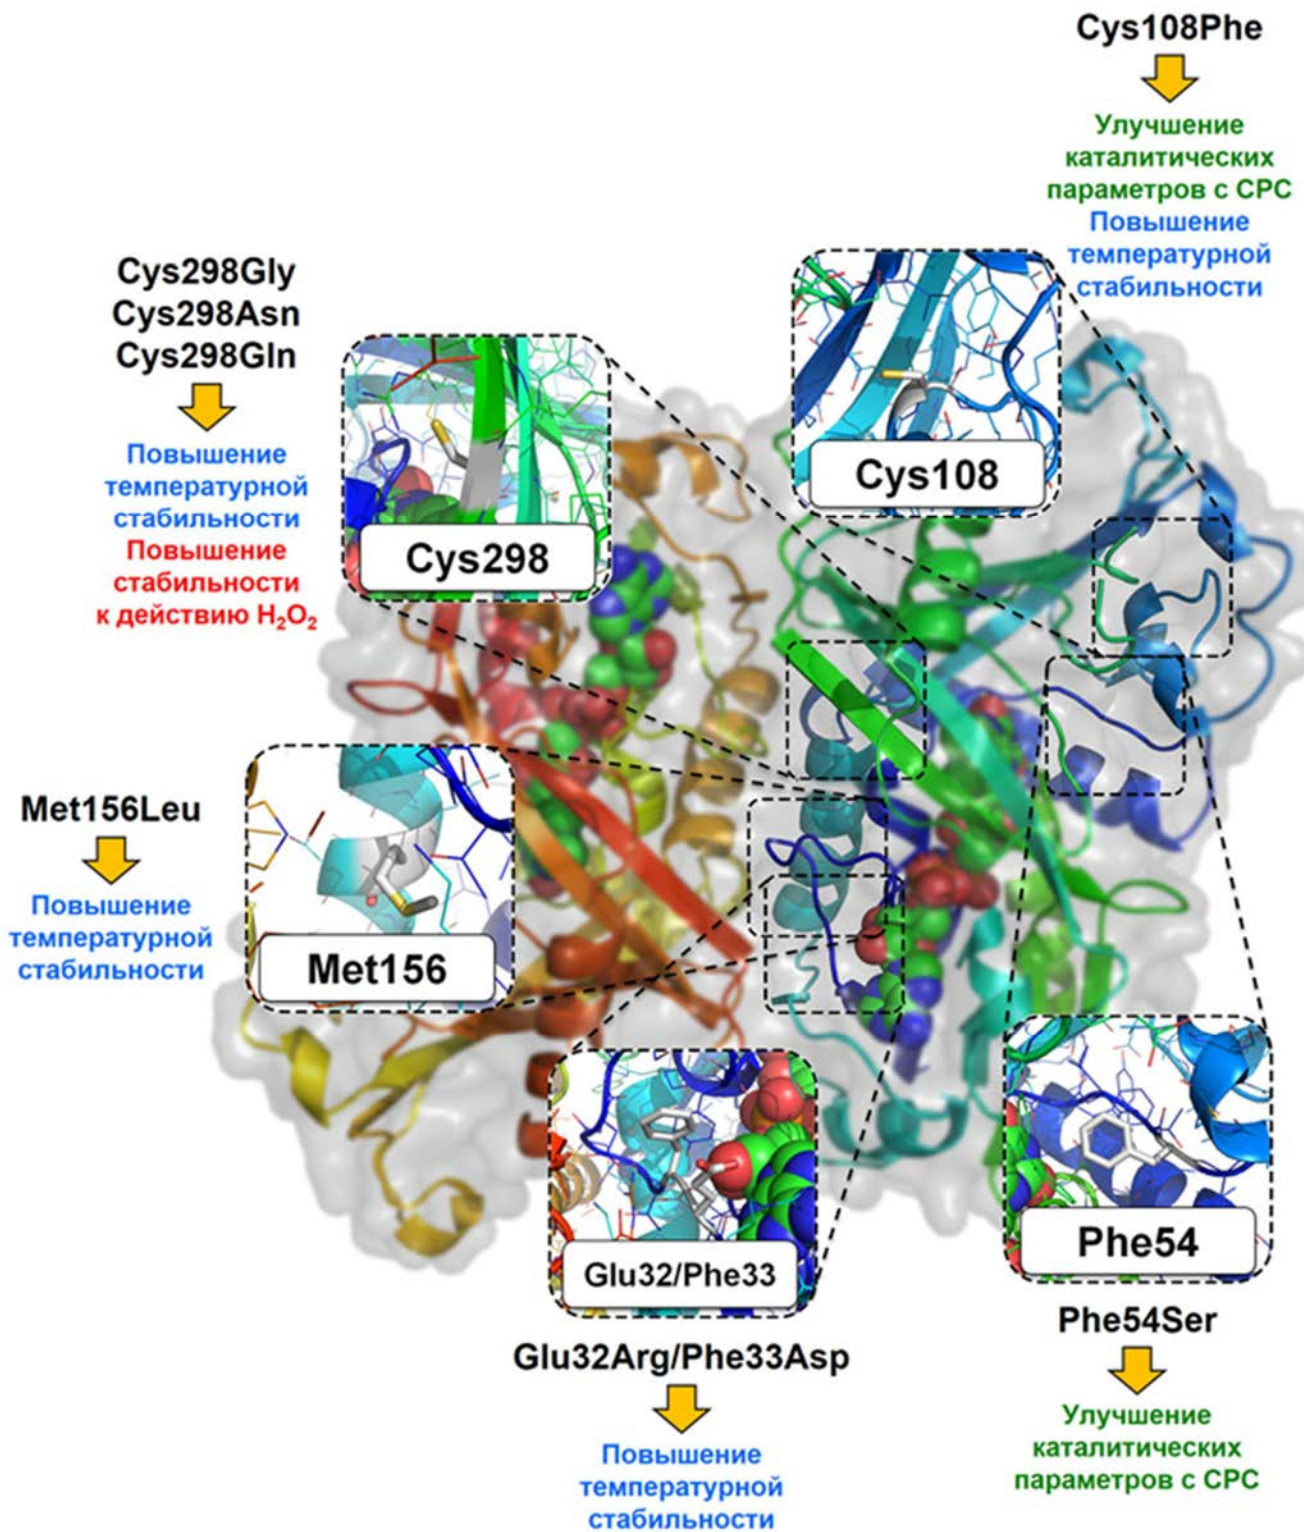 Cys108Phe
Улучшение
каталитических
параметров с CPC
Повышение
температурной
стабильности
Cys298Gly
Cys298Asn
Cys298Gln
Повышение
температурной
стабильности
Повышение
стабильности
к действию H₂O₂
Cys108
Cys298
Met156Leu
Повышение
температурной
стабильности
Met156
Glu32/Phe33
Glu32Arg/Phe33Asp
Повышение
температурной
стабильности
Phe54
Phe54Ser
Улучшение
каталитических
параметров с CPC